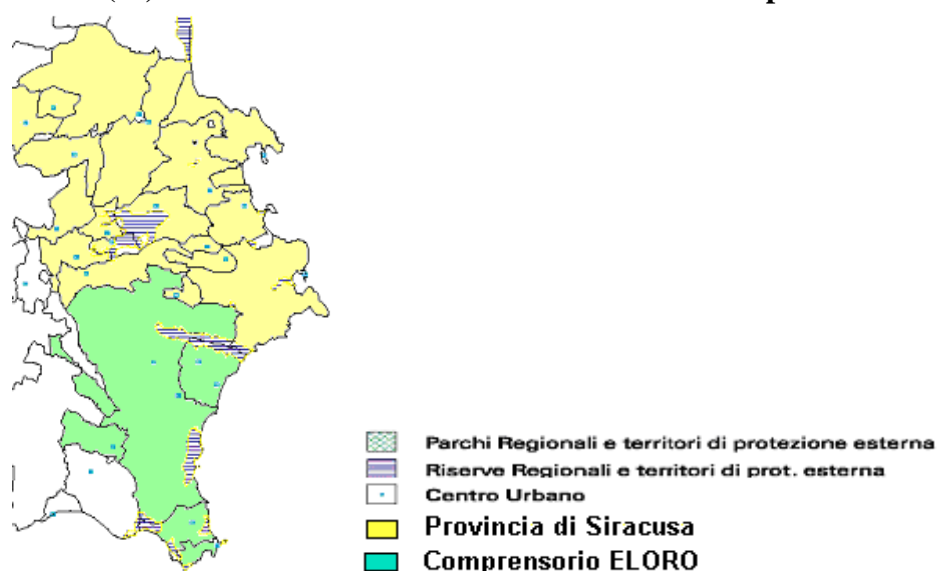 Parchi Regionali e territori di protezione esterna
Riserve Regionali e territori di prot. esterna
Centro Urbano
Provincia di Siracusa
Comprensorio ELORO